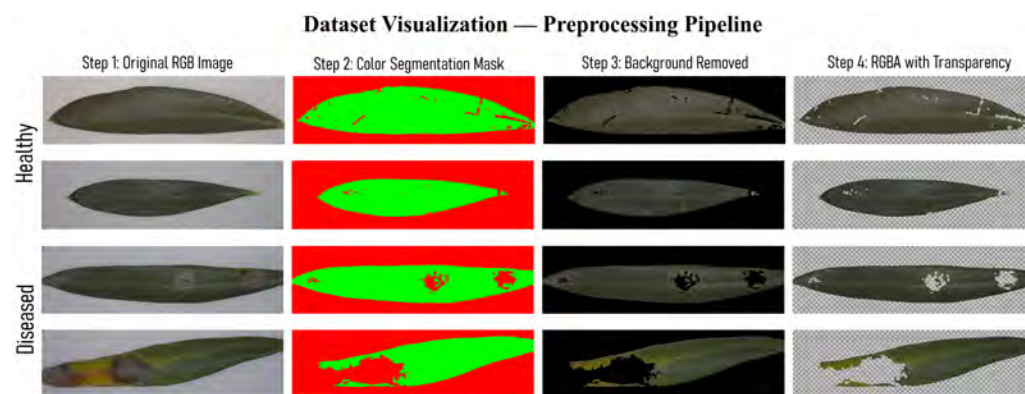 Dataset Visualization — Preprocessing Pipeline
Step 1: Original RGB Image
Step 2: Color Segmentation Mask
Step 3: Background Removed
Step 4: RGBA with Transparency
Healthy
Diseased